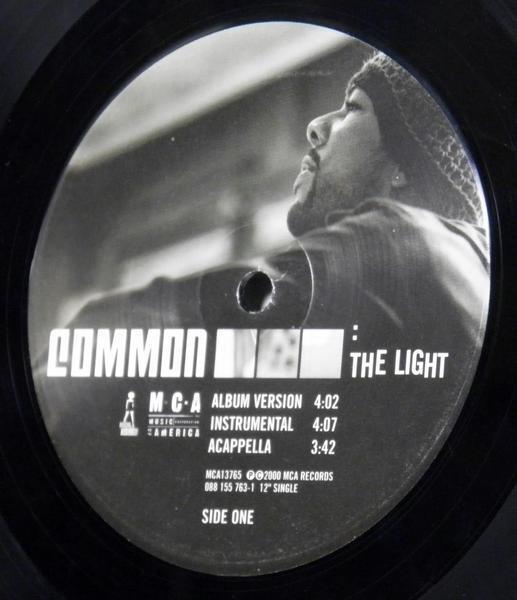 COMMON : THE LIGHT
M·C·A
MUSIC CORPORATION
OF AMERICA
ALBUM VERSION 4:02
INSTRUMENTAL 4:07
ACAPPELLA 3:42
MCA13765 ⓅⒸ2000 MCA RECORDS
088 155 763-1 12" SINGLE
SIDE ONE